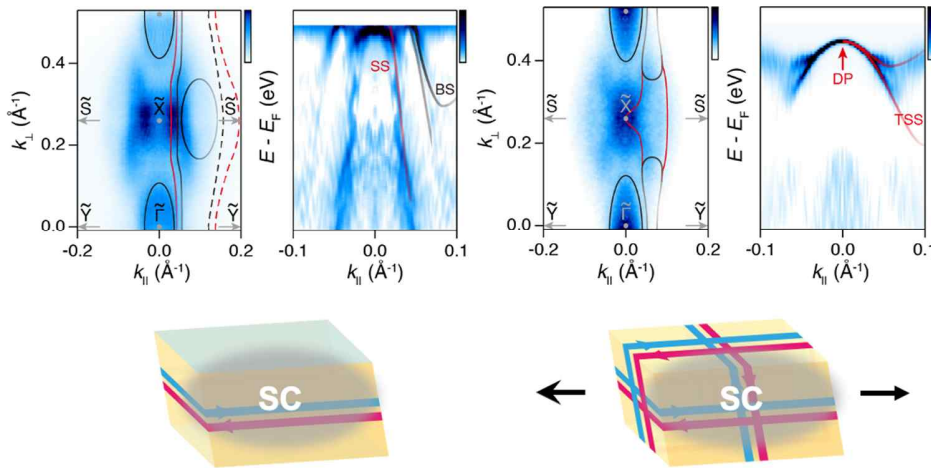 0.4
0.2
0.0
k⊥ (Å⁻¹)
S̃
X̃
S̃
Ỹ
Γ̃
Ỹ
-0.2
0.0
0.2
k|| (Å⁻¹)
E - E_F (eV)
SS
BS
-0.1
0.0
0.1
k|| (Å⁻¹)
0.4
0.2
0.0
k⊥ (Å⁻¹)
S̃
X̃
S̃
Ỹ
Γ̃
Ỹ
-0.2
0.0
0.2
k|| (Å⁻¹)
E - E_F (eV)
DP
TSS
-0.1
0.0
0.1
k|| (Å⁻¹)
SC
SC